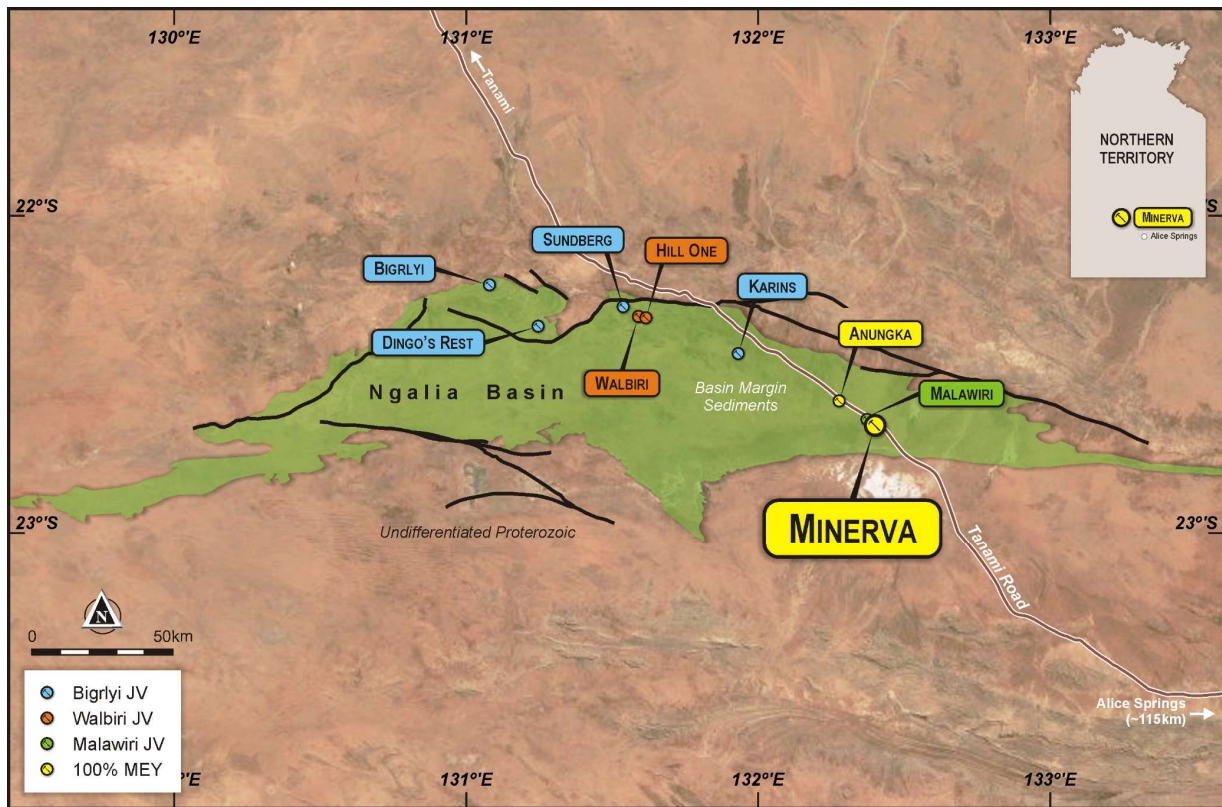 130°E
131°E
132°E
133°E
Tanami
NORTHERN
TERRITORY
MINERVA
Alice Springs
22°S
22°S
SUNDBERG
HILL ONE
BIGRLYI
KARINS
DINGO'S REST
ANUNGKA
WALBIRI
MALAWIRI
Ngalia Basin
Basin Margin
Sediments
MINERVA
23°S
23°S
Undifferentiated Proterozoic
Tanami Road
N
0 50km
Bigrlyi JV
Walbiri JV
Malawiri JV
100% MEY
Alice Springs
(~115km)
°E
131°E
132°E
133°E